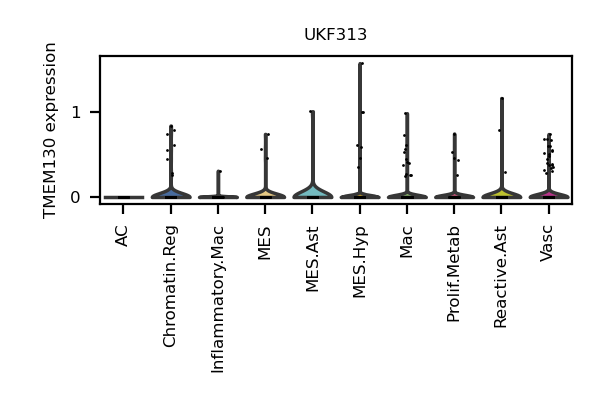 UKF313
TMEM130 expression
1
0
AC
Chromatin.Reg
Inflammatory.Mac
MES
MES.Ast
MES.Hyp
Mac
Prolif.Metab
Reactive.Ast
Vasc